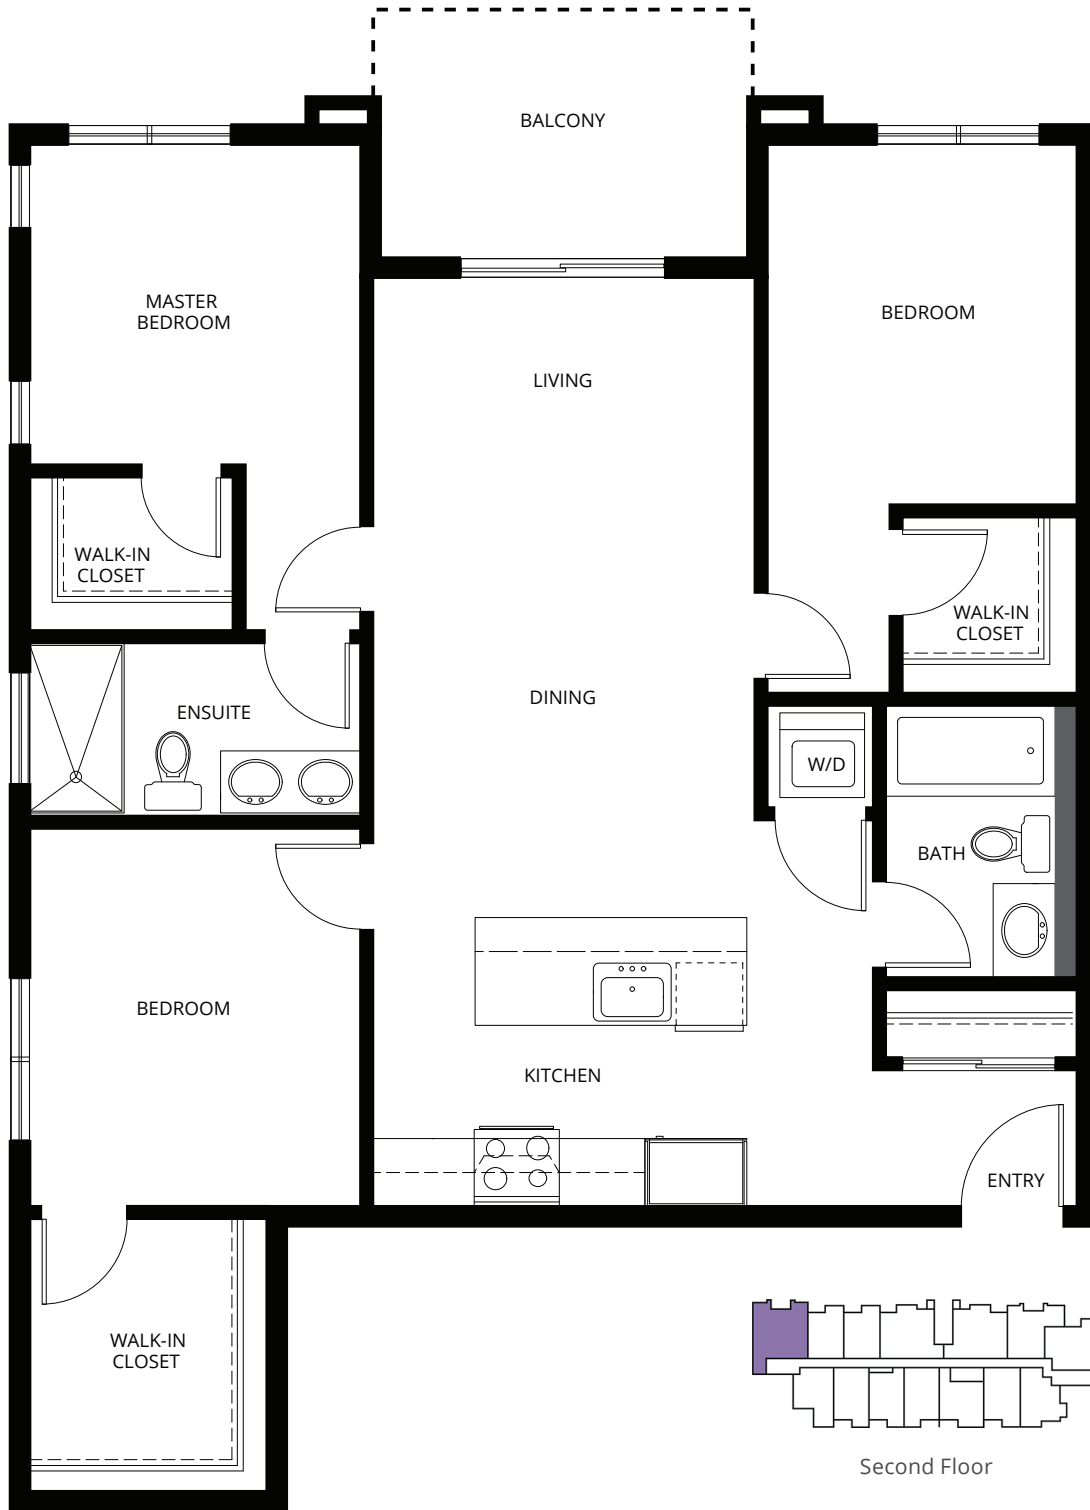 BALCONY
MASTER
BEDROOM
BEDROOM
LIVING
WALK-IN
CLOSET
WALK-IN
CLOSET
DINING
ENSUITE
W/D
BATH
BEDROOM
KITCHEN
ENTRY
WALK-IN
CLOSET
Second Floor